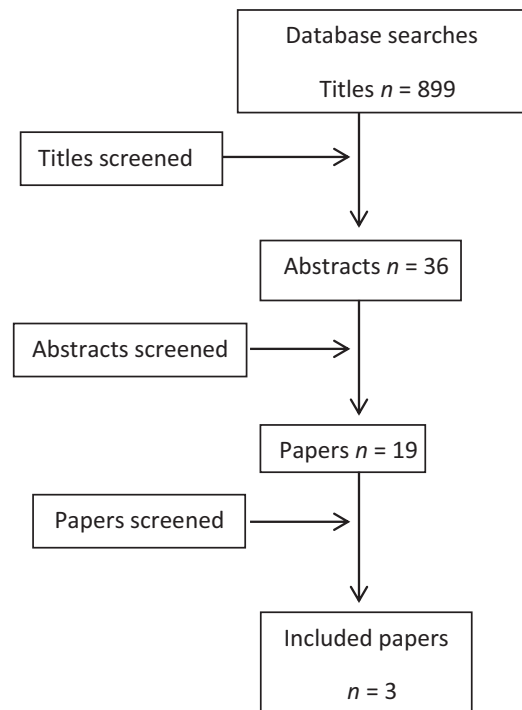 Database searches
Titles n = 899
Titles screened
Abstracts n = 36
Abstracts screened
Papers n = 19
Papers screened
Included papers
n = 3